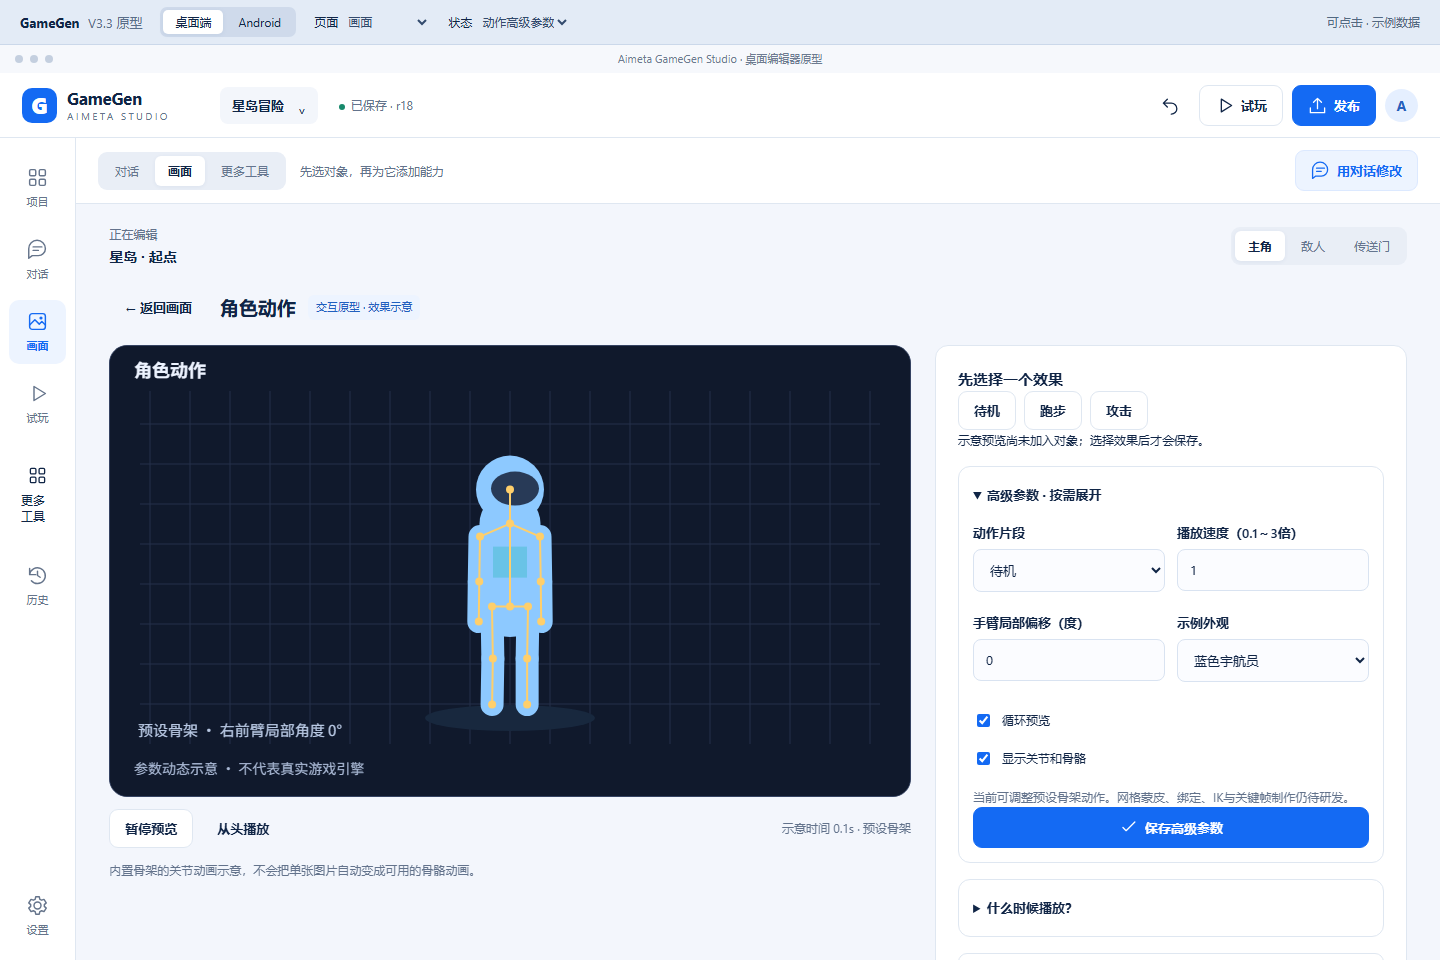 GameGen V3.3 原型 桌面端 Android 页面 画面 状态 动作高级参数 可点击 · 示例数据
Aimeta GameGen Studio · 桌面编辑器原型
G GameGen
AIMETA STUDIO
星岛冒险 已保存 · r18 试玩 发布 A
项目
对话
画面
试玩
更多
工具
历史
设置
对话 画面 更多工具 先选对象，再为它添加能力 用对话修改
正在编辑
星岛 · 起点
主角 敌人 传送门
← 返回画面 角色动作 交互原型 · 效果示意
角色动作
预设骨架 · 右前臂局部角度 0°
参数动态示意 · 不代表真实游戏引擎
暂停预览 从头播放 示意时间 0.1s · 预设骨架
内置骨架的关节动画示意，不会把单张图片自动变成可用的骨骼动画。
先选择一个效果
待机 跑步 攻击
示意预览尚未加入对象；选择效果后才会保存。
▼ 高级参数 · 按需展开
动作片段 播放速度（0.1～3倍）
待机 1
手臂局部偏移（度） 示例外观
0 蓝色宇航员
循环预览
显示关节和骨骼
当前可调整预设骨架动作。网格蒙皮、绑定、IK与关键帧制作仍待研发。
保存高级参数
▶ 什么时候播放？